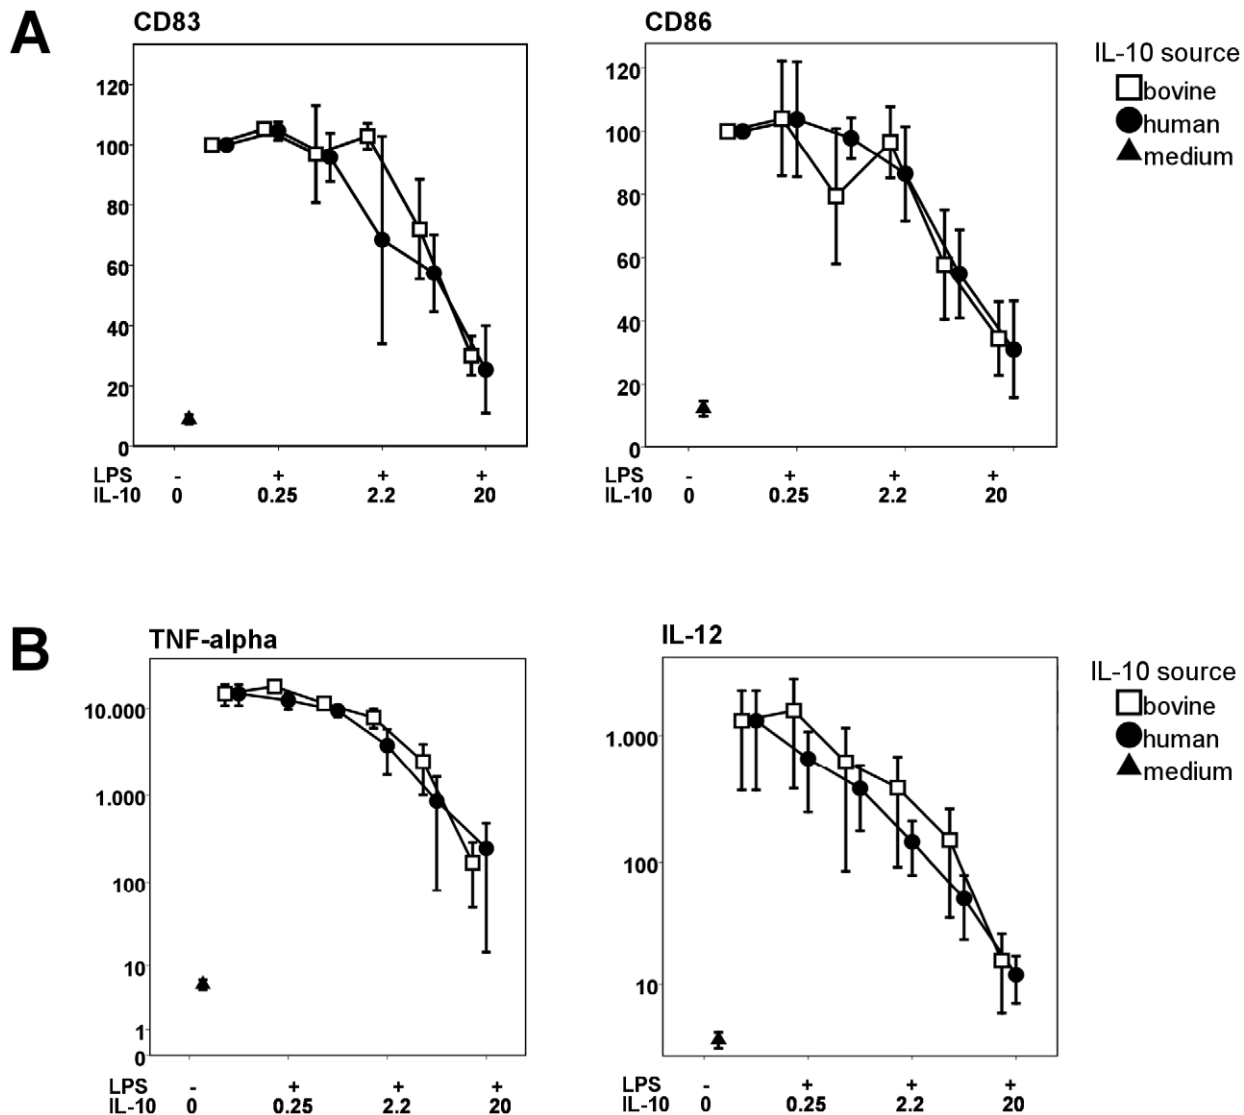 A
CD83
CD86
IL-10 source
bovine
human
medium
120
100
80
60
40
20
0
120
100
80
60
40
20
0
LPS - + + +
IL-10 0 0.25 2.2 20
LPS - + + +
IL-10 0 0.25 2.2 20
B
TNF-alpha
IL-12
IL-10 source
bovine
human
medium
10.000
1.000
100
10
1
0
1.000
100
10
LPS - + + +
IL-10 0 0.25 2.2 20
LPS - + + +
IL-10 0 0.25 2.2 20